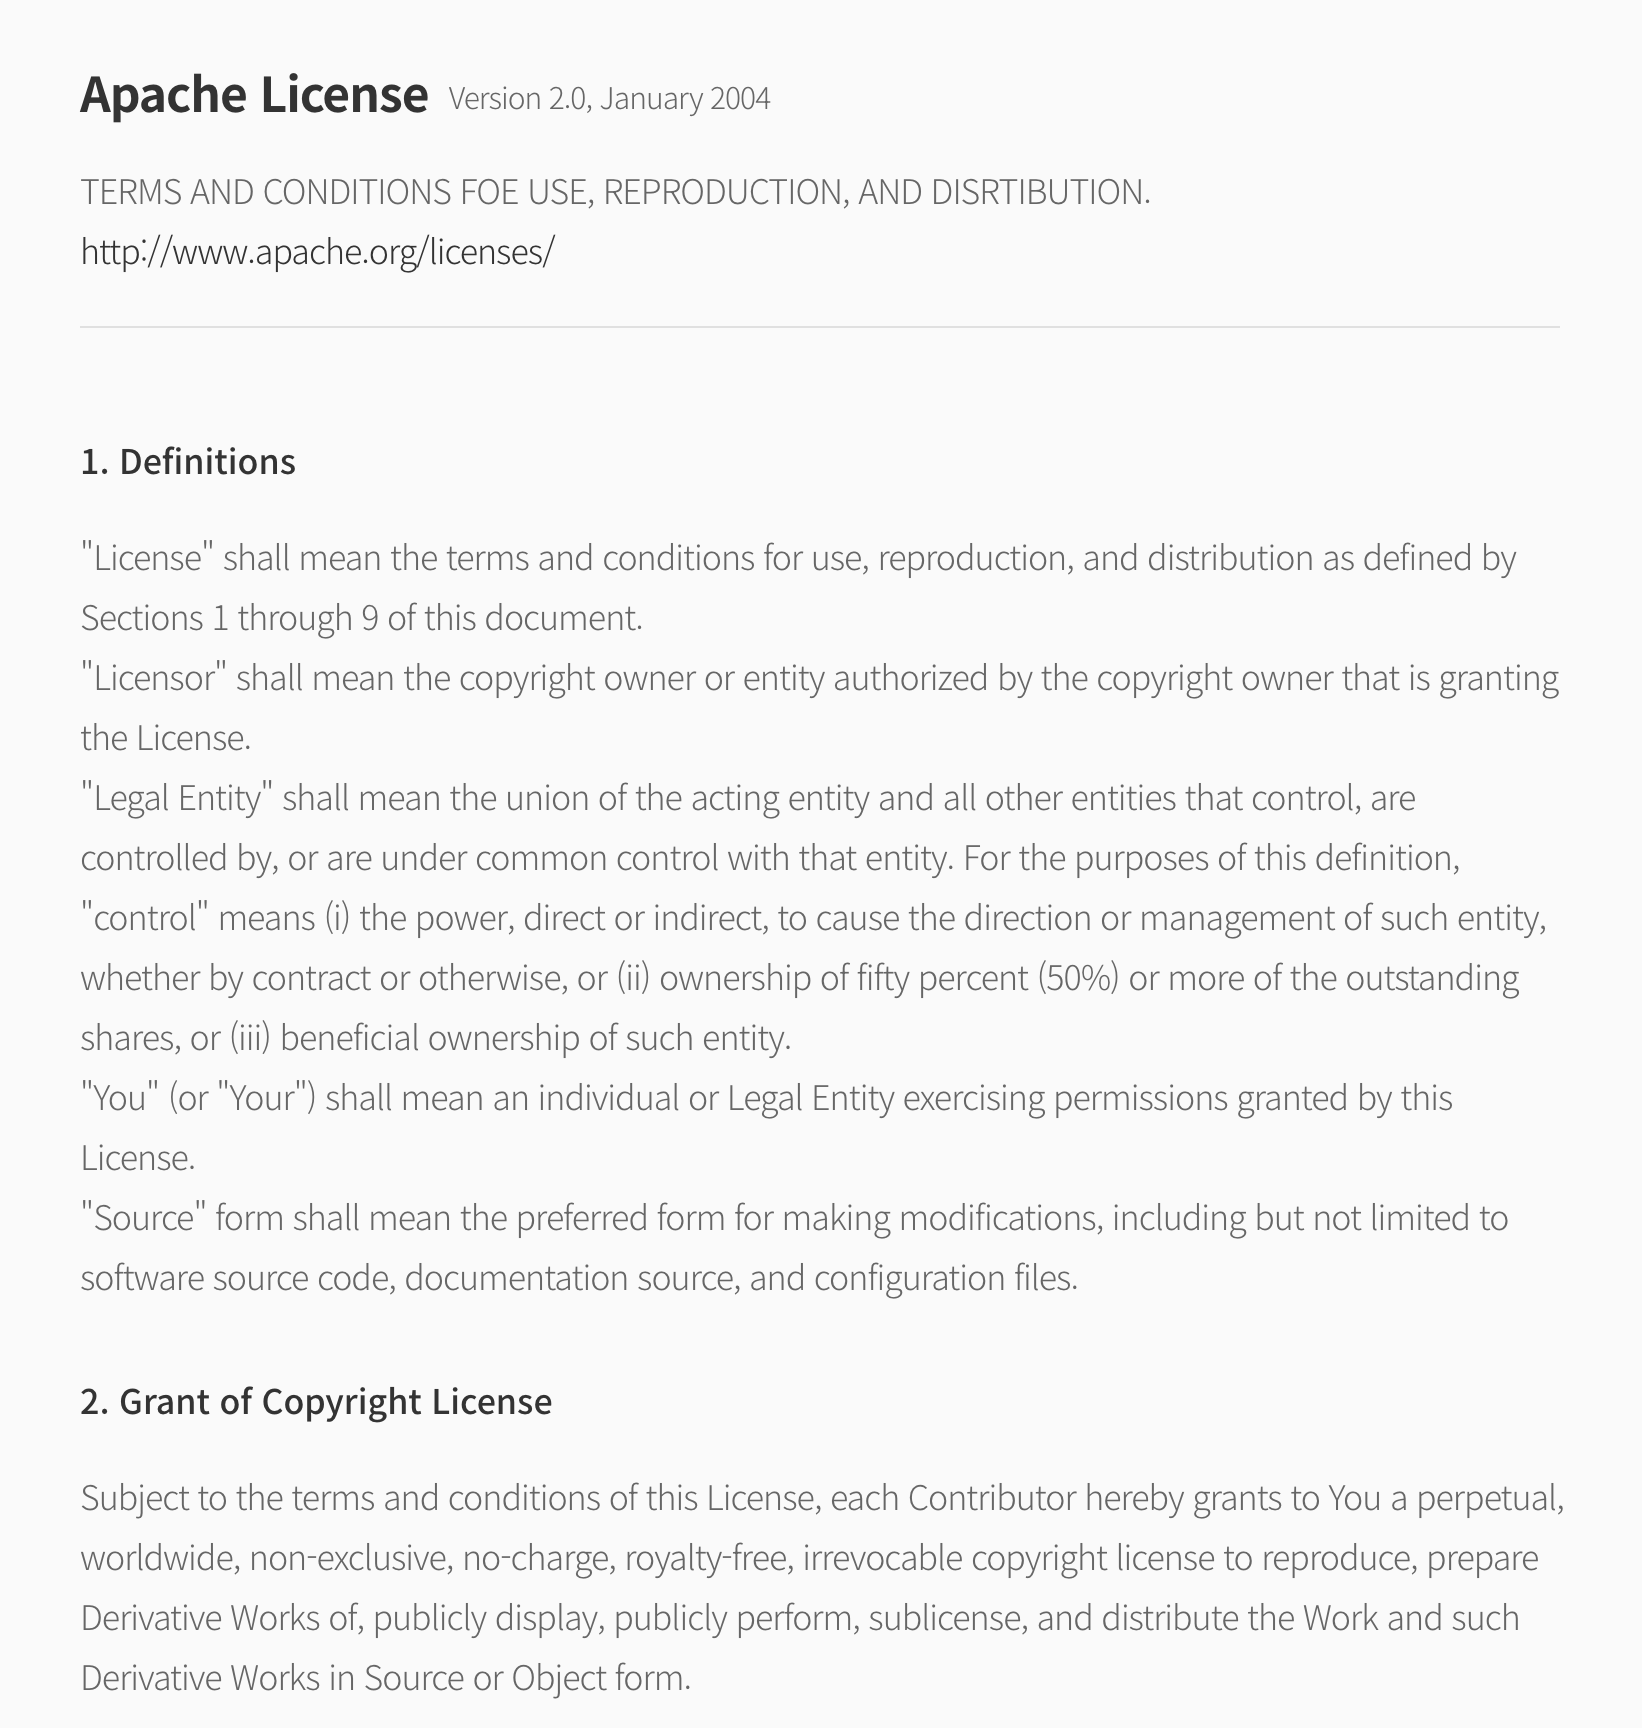 Apache License Version 2.0, January 2004
TERMS AND CONDITIONS FOE USE, REPRODUCTION, AND DISRTIBUTION.
http://www.apache.org/licenses/
1. Definitions
"License" shall mean the terms and conditions for use, reproduction, and distribution as defined by
Sections 1 through 9 of this document.
"Licensor" shall mean the copyright owner or entity authorized by the copyright owner that is granting
the License.
"Legal Entity" shall mean the union of the acting entity and all other entities that control, are
controlled by, or are under common control with that entity. For the purposes of this definition,
"control" means (i) the power, direct or indirect, to cause the direction or management of such entity,
whether by contract or otherwise, or (ii) ownership of fifty percent (50%) or more of the outstanding
shares, or (iii) beneficial ownership of such entity.
"You" (or "Your") shall mean an individual or Legal Entity exercising permissions granted by this
License.
"Source" form shall mean the preferred form for making modifications, including but not limited to
software source code, documentation source, and configuration files.
2. Grant of Copyright License
Subject to the terms and conditions of this License, each Contributor hereby grants to You a perpetual,
worldwide, non-exclusive, no-charge, royalty-free, irrevocable copyright license to reproduce, prepare
Derivative Works of, publicly display, publicly perform, sublicense, and distribute the Work and such
Derivative Works in Source or Object form.